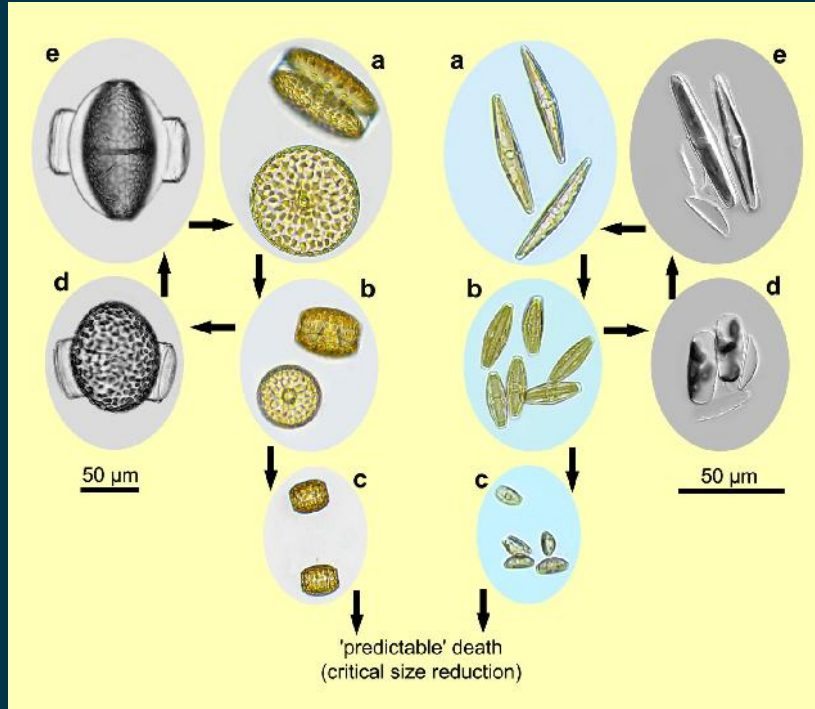 e
a
a
e
d
b
b
d
50 µm
c
c
50 µm
'predictable' death
(critical size reduction)